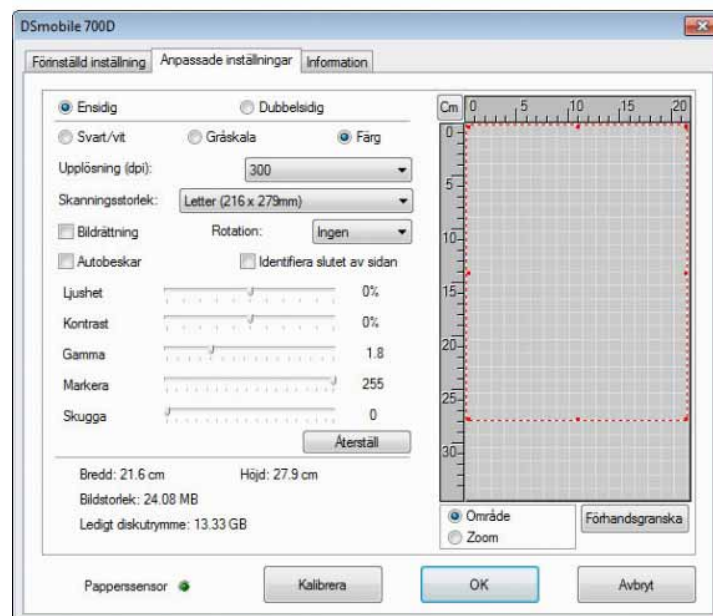 DSmobile 700D
Förinställd inställning Anpassade inställningar Information
Ensidig Dubbelsidig
Svart/vit Gråskala Färg
Upplösning (dpi): 300
Skanningsstorlek: Letter (216 x 279mm)
Bildrättning Rotation: Ingen
Autobeskar Identifiera slutet av sidan
Ljushet 0%
Kontrast 0%
Gamma 1.8
Markera 255
Skugga 0
Återställ
Bredd: 21.6 cm Höjd: 27.9 cm
Bildstorlek: 24.08 MB
Ledigt diskutrymme: 13.33 GB
Cm 0 5 10 15 20
0
5
10
15
20
25
30
Område
Zoom
Förhandsgranska
Papperssensor Kalibrera OK Avbryt